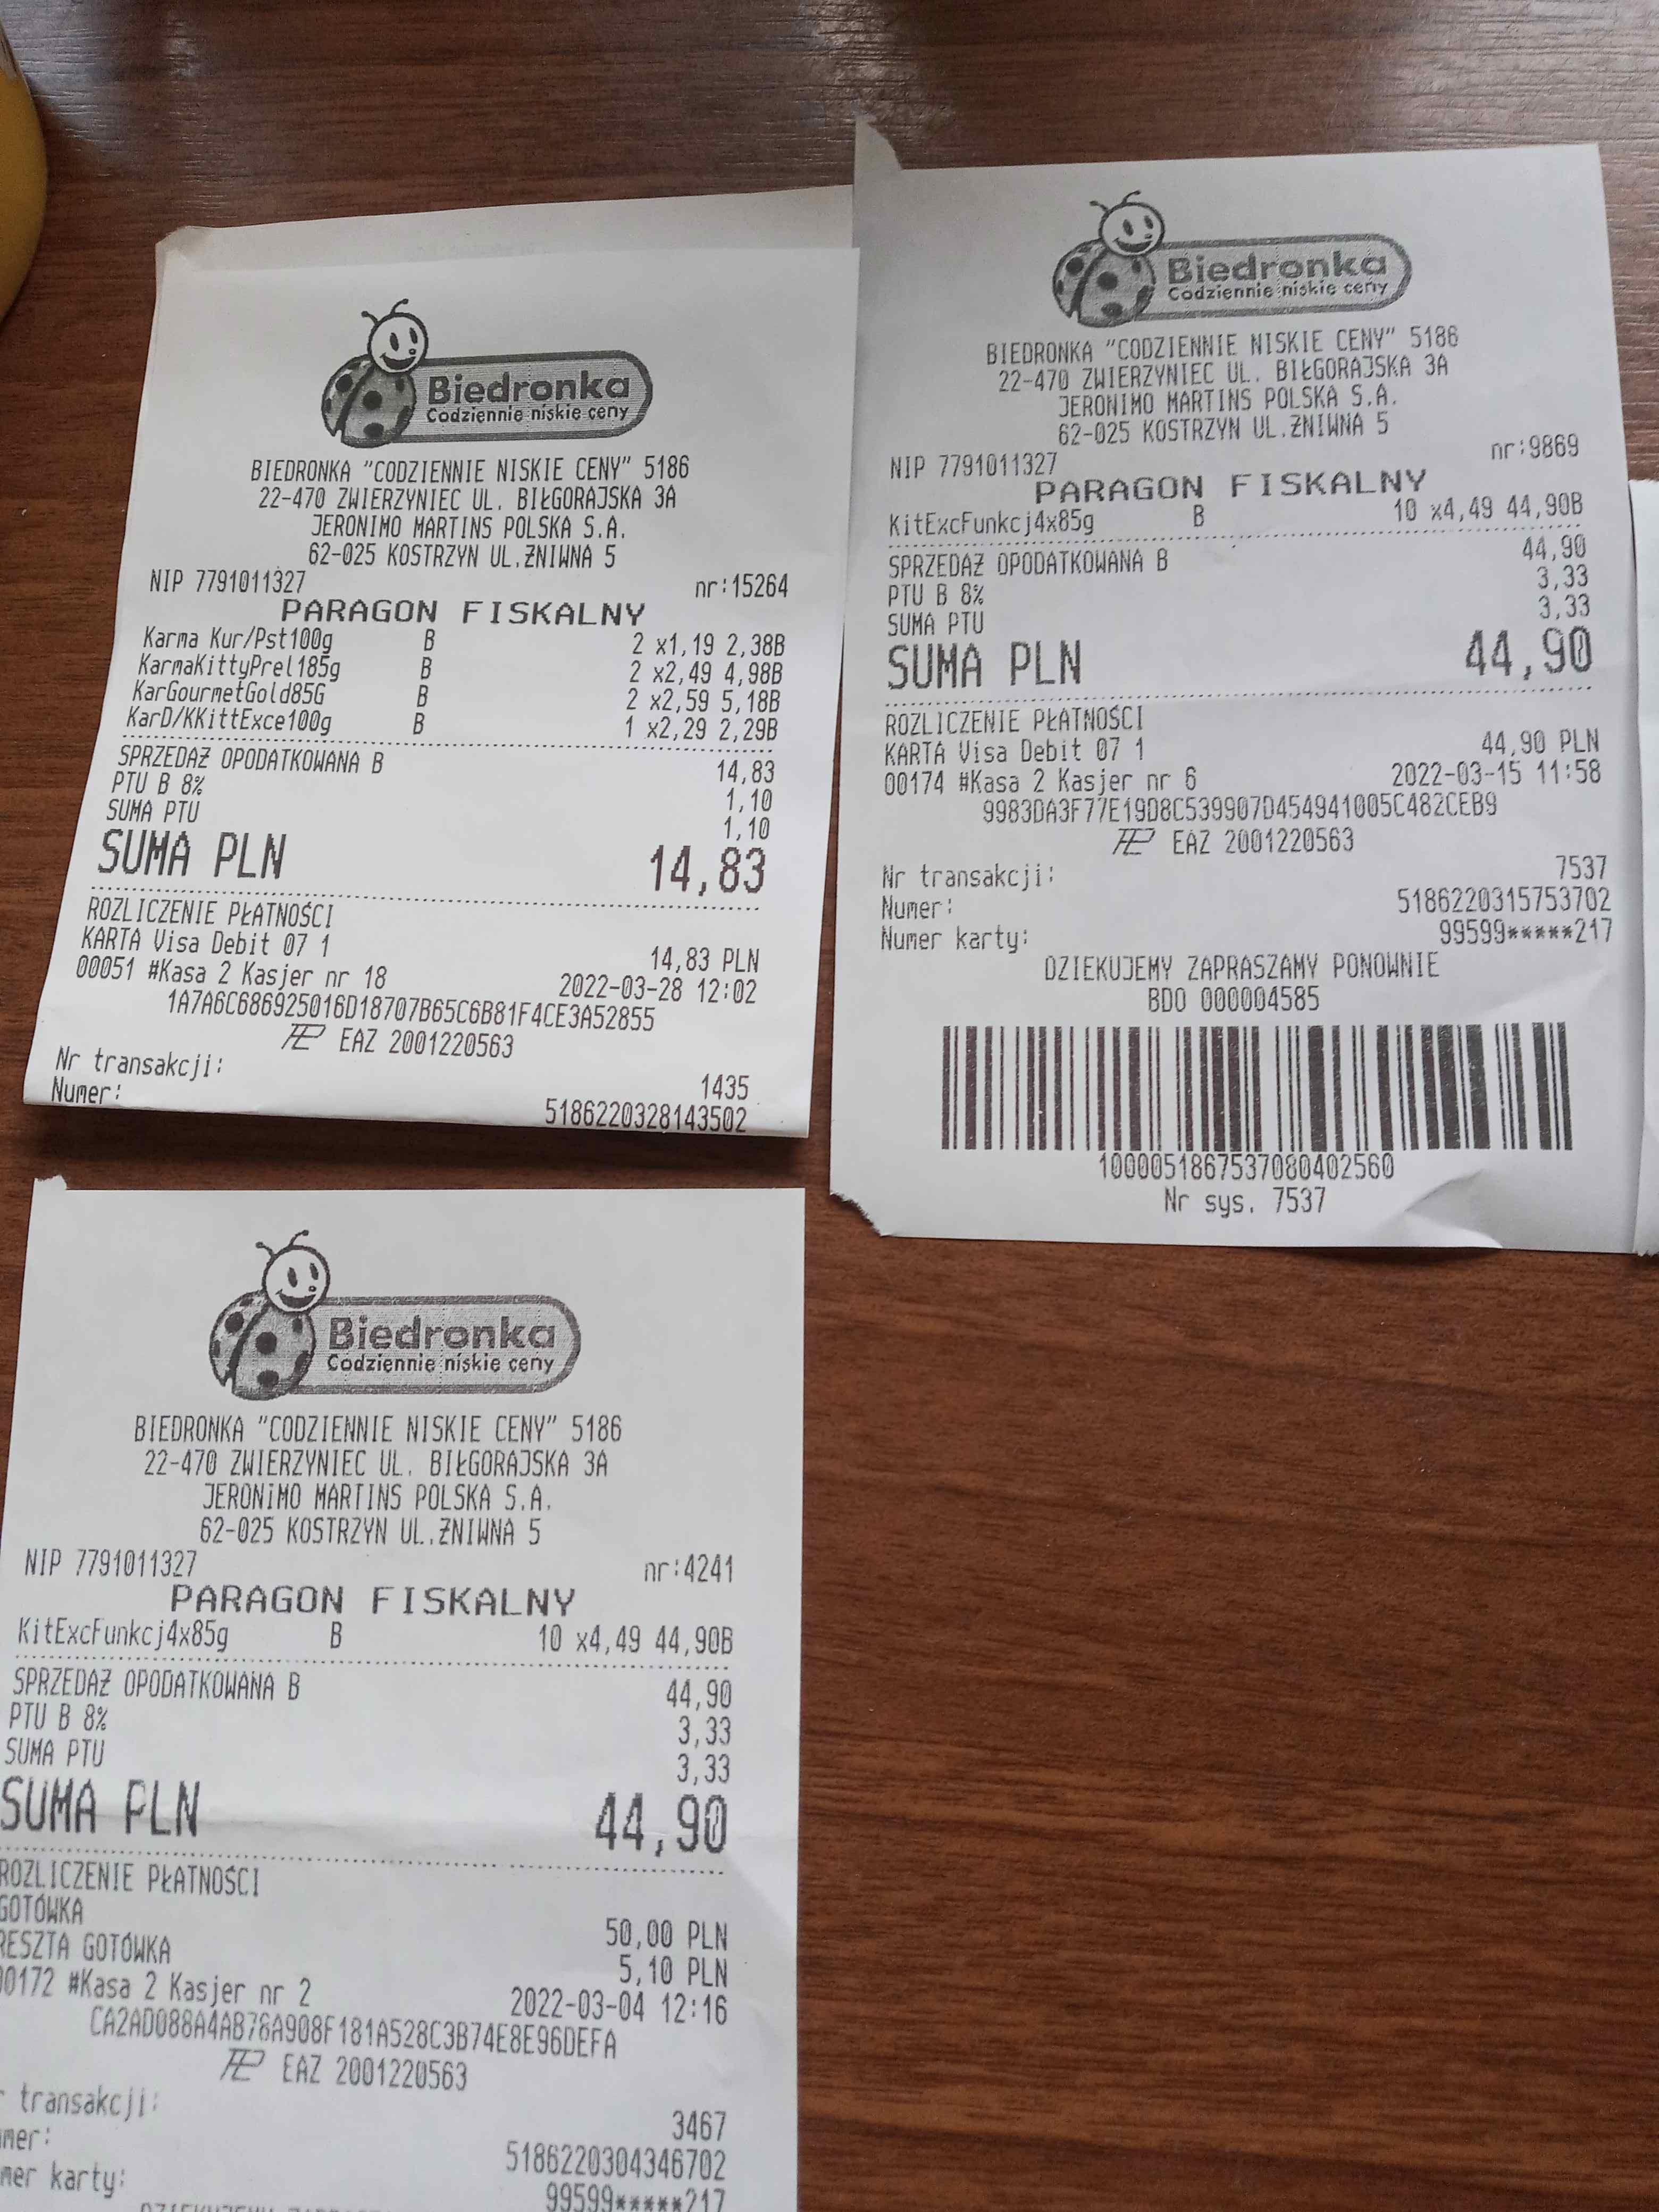 Biedronka
Codziennie niskie ceny
BIEDRONKA "CODZIENNIE NISKIE CENY" 5186
22-470 ZWIERZYNIEC UL. BIŁGORAJSKA 3A
JERONIMO MARTINS POLSKA S.A.
62-025 KOSTRZYN UL.ŻNIWNA 5
NIP 7791011327 nr:15264
PARAGON FISKALNY
Karma Kur/Pst100g B 2 x1,19 2,38B
KarmaKittyPrel185g B 2 x2,49 4,98B
KarGourmetGold85G B 2 x2,59 5,18B
KarD/KKittExce100g B 1 x2,29 2,29B
SPRZEDAŻ OPODATKOWANA B 14,83
PTU B 8% 1,10
SUMA PTU 1,10
SUMA PLN 14,83
ROZLICZENIE PŁATNOŚCI
KARTA Visa Debit 07 1 14,83 PLN
00051 #Kasa 2 Kasjer nr 18 2022-03-28 12:02
1A7A6C686925016D18707B65C6B81F4CE3A52855
EAZ 2001220563
Nr transakcji: 1435
Numer: 5186220328143502
Biedronka
Codziennie niskie ceny
BIEDRONKA "CODZIENNIE NISKIE CENY" 5186
22-470 ZWIERZYNIEC UL. BIŁGORAJSKA 3A
JERONIMO MARTINS POLSKA S.A.
62-025 KOSTRZYN UL.ŻNIWNA 5
NIP 7791011327 nr:9869
PARAGON FISKALNY
KitExcFunkcj4x85g B 10 x4,49 44,90B
SPRZEDAŻ OPODATKOWANA B 44,90
PTU B 8% 3,33
SUMA PTU 3,33
SUMA PLN 44,90
ROZLICZENIE PŁATNOŚCI
KARTA Visa Debit 07 1 44,90 PLN
00174 #Kasa 2 Kasjer nr 6 2022-03-15 11:58
9983DA3F77E19D8C539907D454941005C482CEB9
EAZ 2001220563
Nr transakcji: 7537
Numer: 5186220315753702
Numer karty: 99599*****217
DZIEKUJEMY ZAPRASZAMY PONOWNIE
BDO 000004585
1000051867537080402560
Nr sys. 7537
Biedronka
Codziennie niskie ceny
BIEDRONKA "CODZIENNIE NISKIE CENY" 5186
22-470 ZWIERZYNIEC UL. BIŁGORAJSKA 3A
JERONIMO MARTINS POLSKA S.A.
62-025 KOSTRZYN UL.ŻNIWNA 5
NIP 7791011327 nr:4241
PARAGON FISKALNY
KitExcFunkcj4x85g B 10 x4,49 44,90B
SPRZEDAŻ OPODATKOWANA B 44,90
PTU B 8% 3,33
SUMA PTU 3,33
SUMA PLN 44,90
ROZLICZENIE PŁATNOŚCI
GOTÓWKA 50,00 PLN
RESZTA GOTÓWKA 5,10 PLN
00172 #Kasa 2 Kasjer nr 2 2022-03-04 12:16
CA2AD088A4AB76A908F181A528C3B74E8E96DEFA
EAZ 2001220563
r transakcji: 3467
mer: 5186220304346702
mer karty: 99599*****217